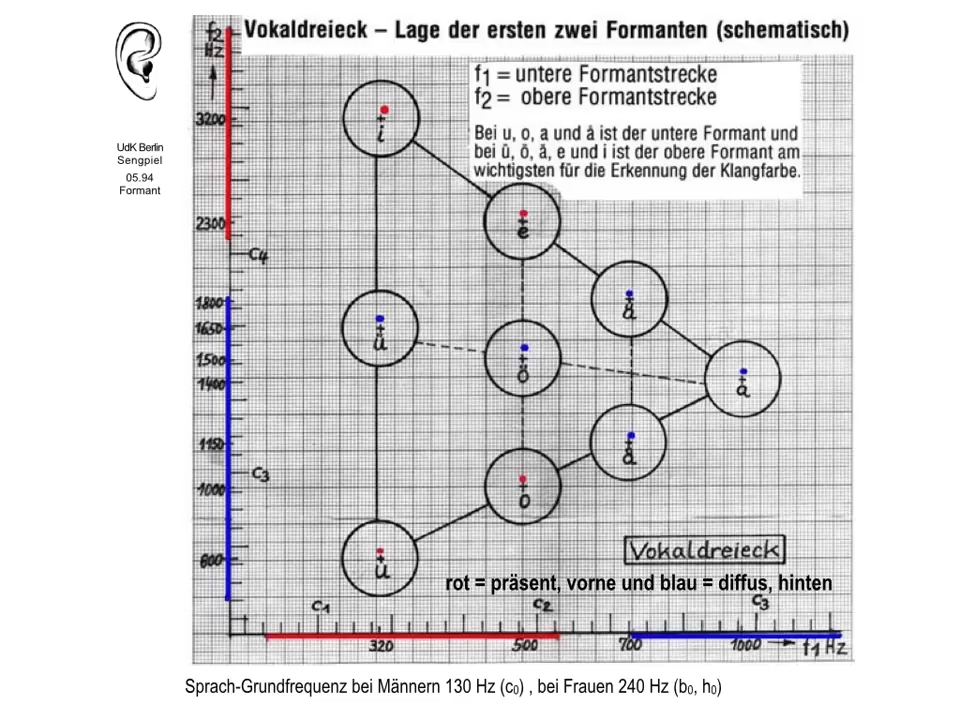 f₂ Vokaldreieck – Lage der ersten zwei Formanten (schematisch)
Hz
f₁ = untere Formantstrecke
f₂ = obere Formantstrecke
Bei u, o, a und å ist der untere Formant und
bei ü, ö, ä, e und i ist der obere Formant am
wichtigsten für die Erkennung der Klangfarbe.
UdK Berlin
Sengpiel
05.94
Formant
3200
i
2300
e
C₄
ä
1800
1650
ü
1500
ö
1400
a
1150
å
C₃
1000
o
Vokaldreieck
800
u
rot = präsent, vorne und blau = diffus, hinten
C₁ C₂ C₃
320 500 700 1000 f₁ Hz
Sprach-Grundfrequenz bei Männern 130 Hz (c₀) , bei Frauen 240 Hz (b₀, h₀)